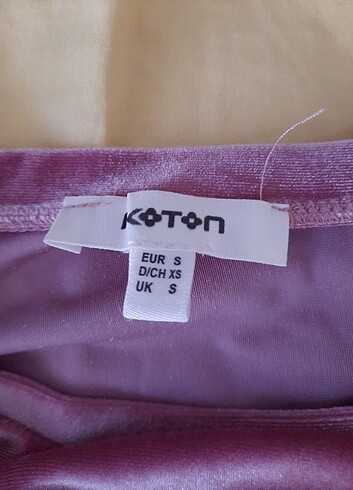 KOTON
EUR S
D/CH XS
UK S